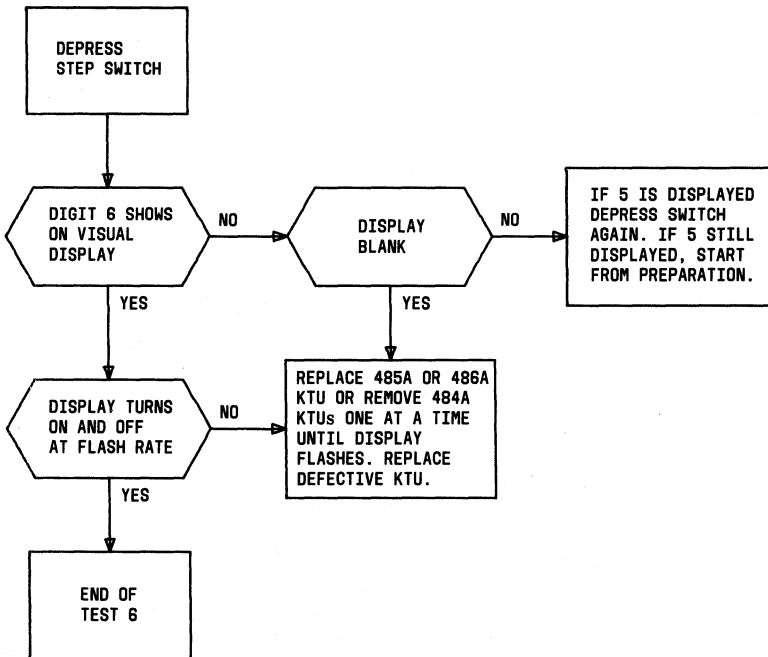 DEPRESS
STEP SWITCH
DIGIT 6 SHOWS
ON VISUAL
DISPLAY
NO
DISPLAY
BLANK
NO
IF 5 IS DISPLAYED
DEPRESS SWITCH
AGAIN. IF 5 STILL
DISPLAYED, START
FROM PREPARATION.
YES
YES
DISPLAY TURNS
ON AND OFF
AT FLASH RATE
NO
REPLACE 485A OR 486A
KTU OR REMOVE 484A
KTUs ONE AT A TIME
UNTIL DISPLAY
FLASHES. REPLACE
DEFECTIVE KTU.
YES
END OF
TEST 6